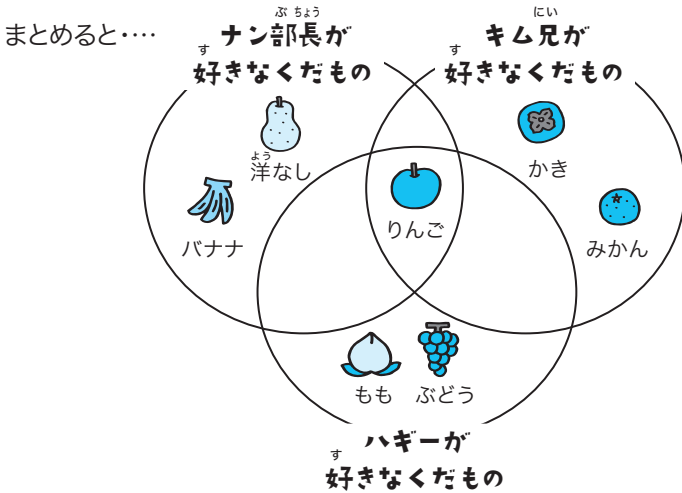 まとめると‥‥
ナン部長が
好きなくだもの
キム兄が
好きなくだもの
洋なし
かき
バナナ
りんご
みかん
もも
ぶどう
ハギーが
好きなくだもの